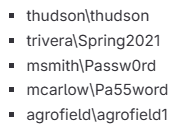 thudson\thudson
trivera\Spring2021
msmith\Passw0rd
mcarlow\Pa55word
agrofield\agrofield1